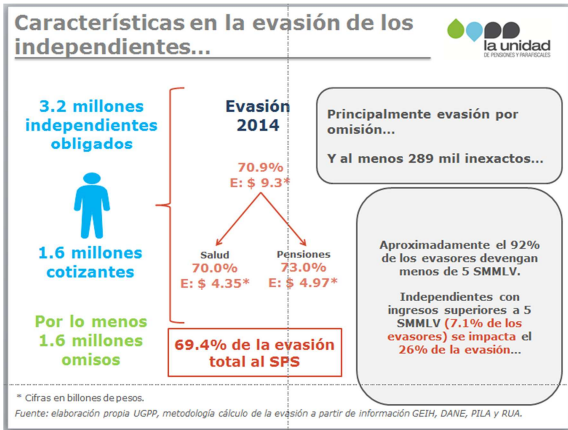 Características en la evasión de los
independientes...
la unidad
DE PENSIONES Y PARAFISCALES
3.2 millones
independientes
obligados
1.6 millones
cotizantes
Por lo menos
1.6 millones
omisos
Evasión
2014
70.9%
E: $ 9.3*
Salud
70.0%
E: $ 4.35*
Pensiones
73.0%
E: $ 4.97*
69.4% de la evasión
total al SPS
Principalmente evasión por
omisión...
Y al menos 289 mil inexactos...
Aproximadamente el 92%
de los evasores devengan
menos de 5 SMMLV.
Independientes con
ingresos superiores a 5
SMMLV (7.1% de los
evasores) se impacta el
26% de la evasión...
* Cifras en billones de pesos.
Fuente: elaboración propia UGPP, metodología cálculo de la evasión a partir de información GEIH, DANE, PILA y RUA.